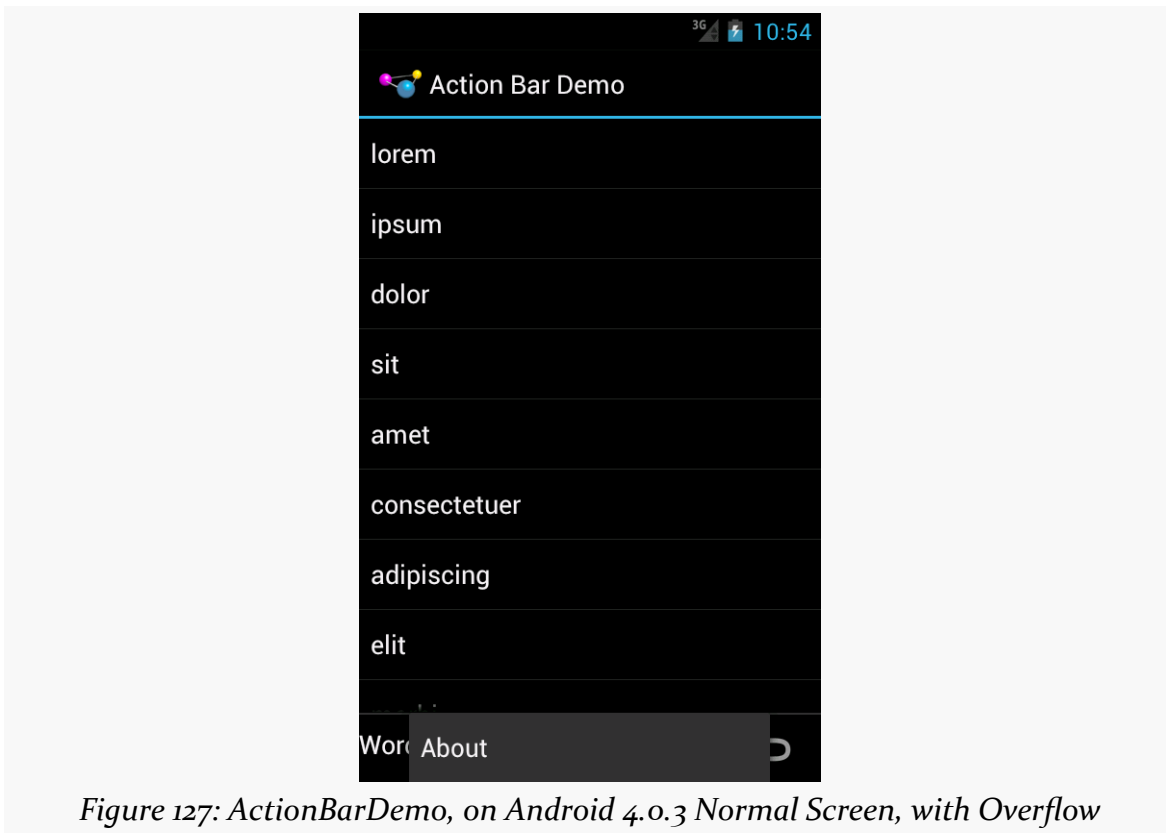 3G 10:54
Action Bar Demo
lorem
ipsum
dolor
sit
amet
consectetuer
adipiscing
elit
About
Figure 127: ActionBarDemo, on Android 4.0.3 Normal Screen, with Overflow